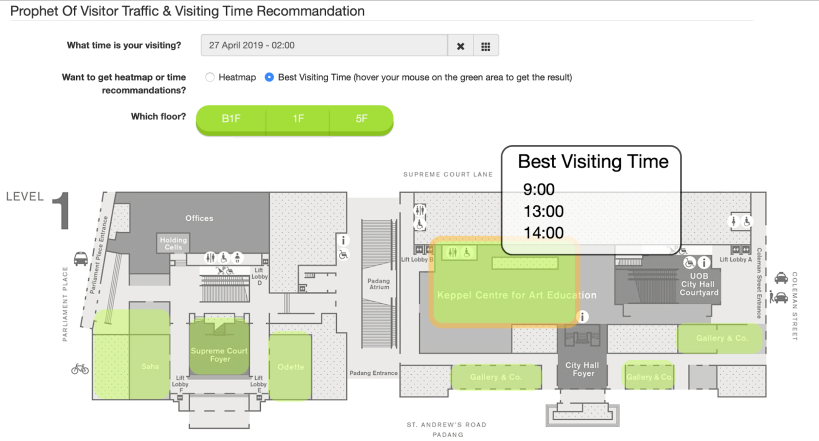 Prophet Of Visitor Traffic & Visiting Time Recommandation
What time is your visiting?
27 April 2019 - 02:00
Want to get heatmap or time
recommandations?
Heatmap
Best Visiting Time (hover your mouse on the green area to get the result)
Which floor?
B1F
1F
5F
Best Visiting Time
9:00
13:00
14:00
SUPREME COURT LANE
LEVEL 1
Offices
Holding
Cells
Parliament Place Entrance
PARLIAMENT PLACE
Lift
Lobby
D
Padang
Atrium
Lift Lobby B
Keppel Centre for Art Education
UOB
City Hall
Courtyard
Lift Lobby A
Coleman Street Entrance
COLEMAN STREET
Supreme Court
Foyer
Saha
Odette
Lift
Lobby
F
Lift
Lobby
E
Padang Entrance
City Hall
Foyer
Gallery & Co.
Gallery & Co.
Gallery & Co.
ST. ANDREW'S ROAD
PADANG